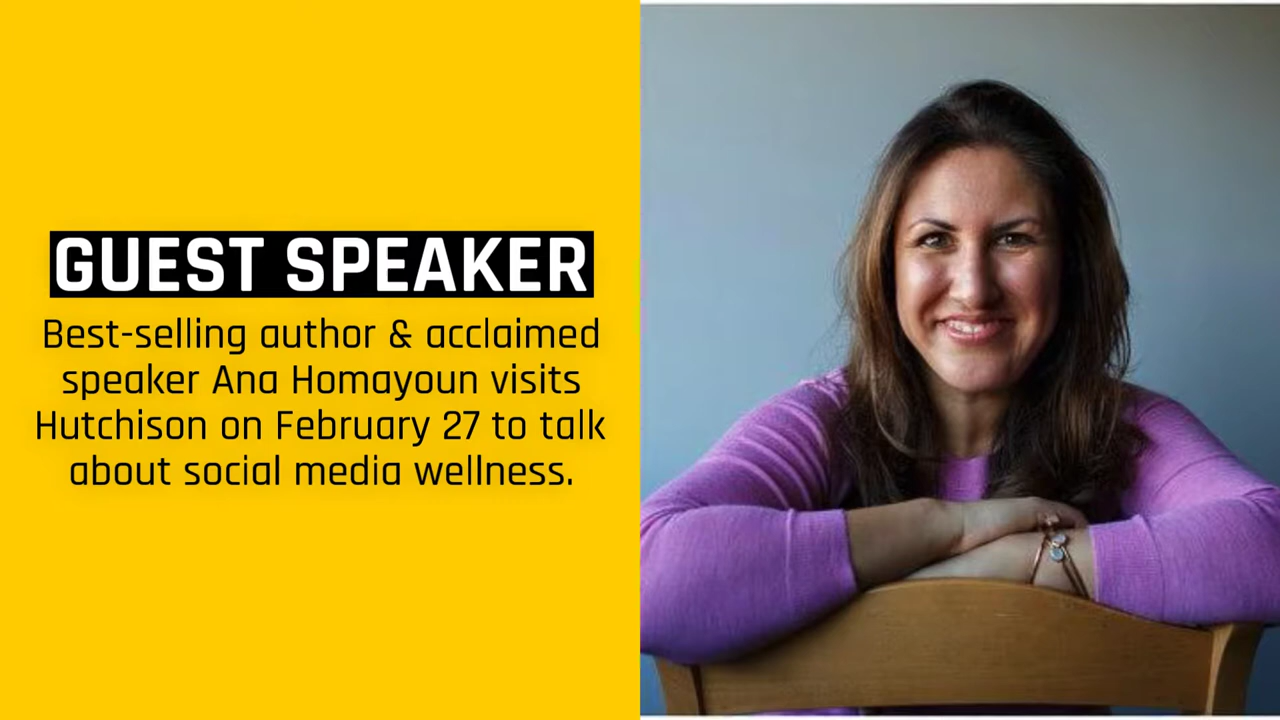 GUEST SPEAKER
Best-selling author & acclaimed
speaker Ana Homayoun visits
Hutchison on February 27 to talk
about social media wellness.